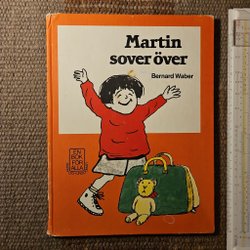 Martin
sover över
Bernard Waber
EN
BOK
FÖR
ALLA